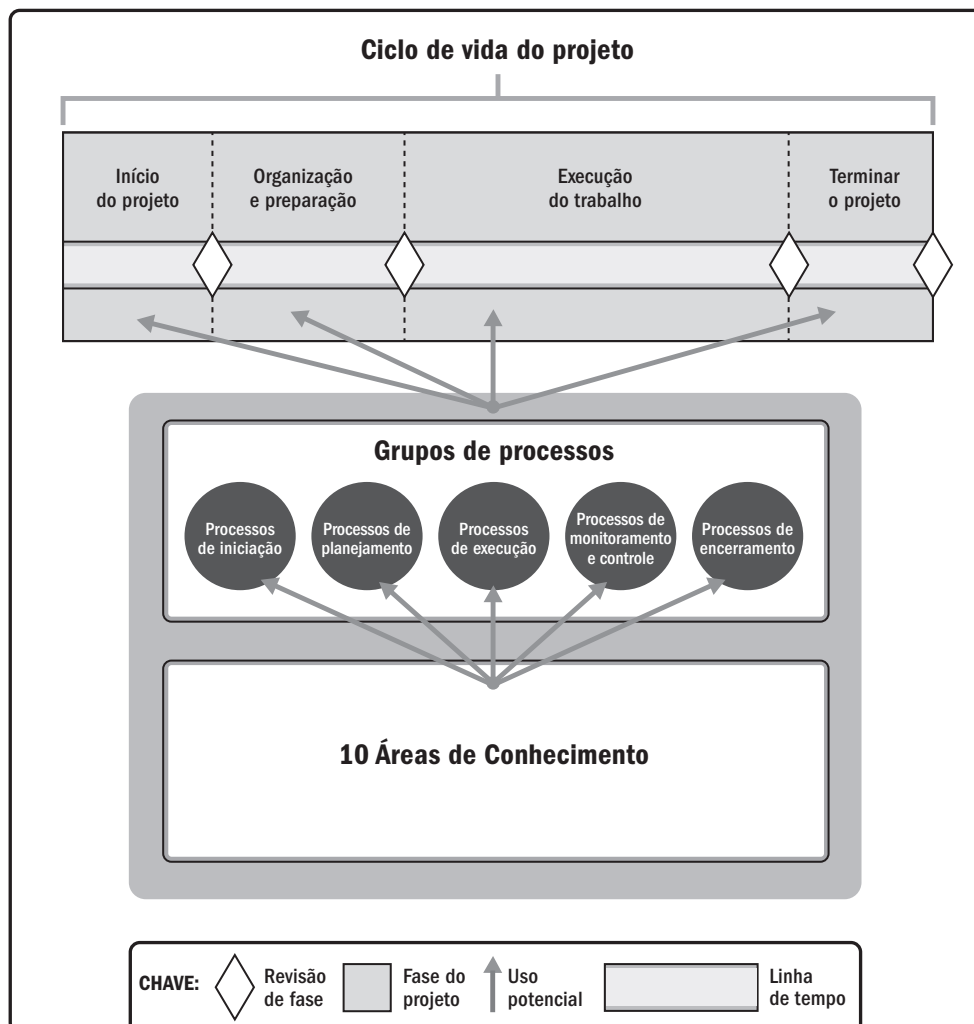 Ciclo de vida do projeto
Início
do projeto
Organização
e preparação
Execução
do trabalho
Terminar
o projeto
Grupos de processos
Processos
de iniciação
Processos de
planejamento
Processos
de execução
Processos de
monitoramento
e controle
Processos de
encerramento
10 Áreas de Conhecimento
CHAVE:
Revisão
de fase
Fase do
projeto
Uso
potencial
Linha
de tempo